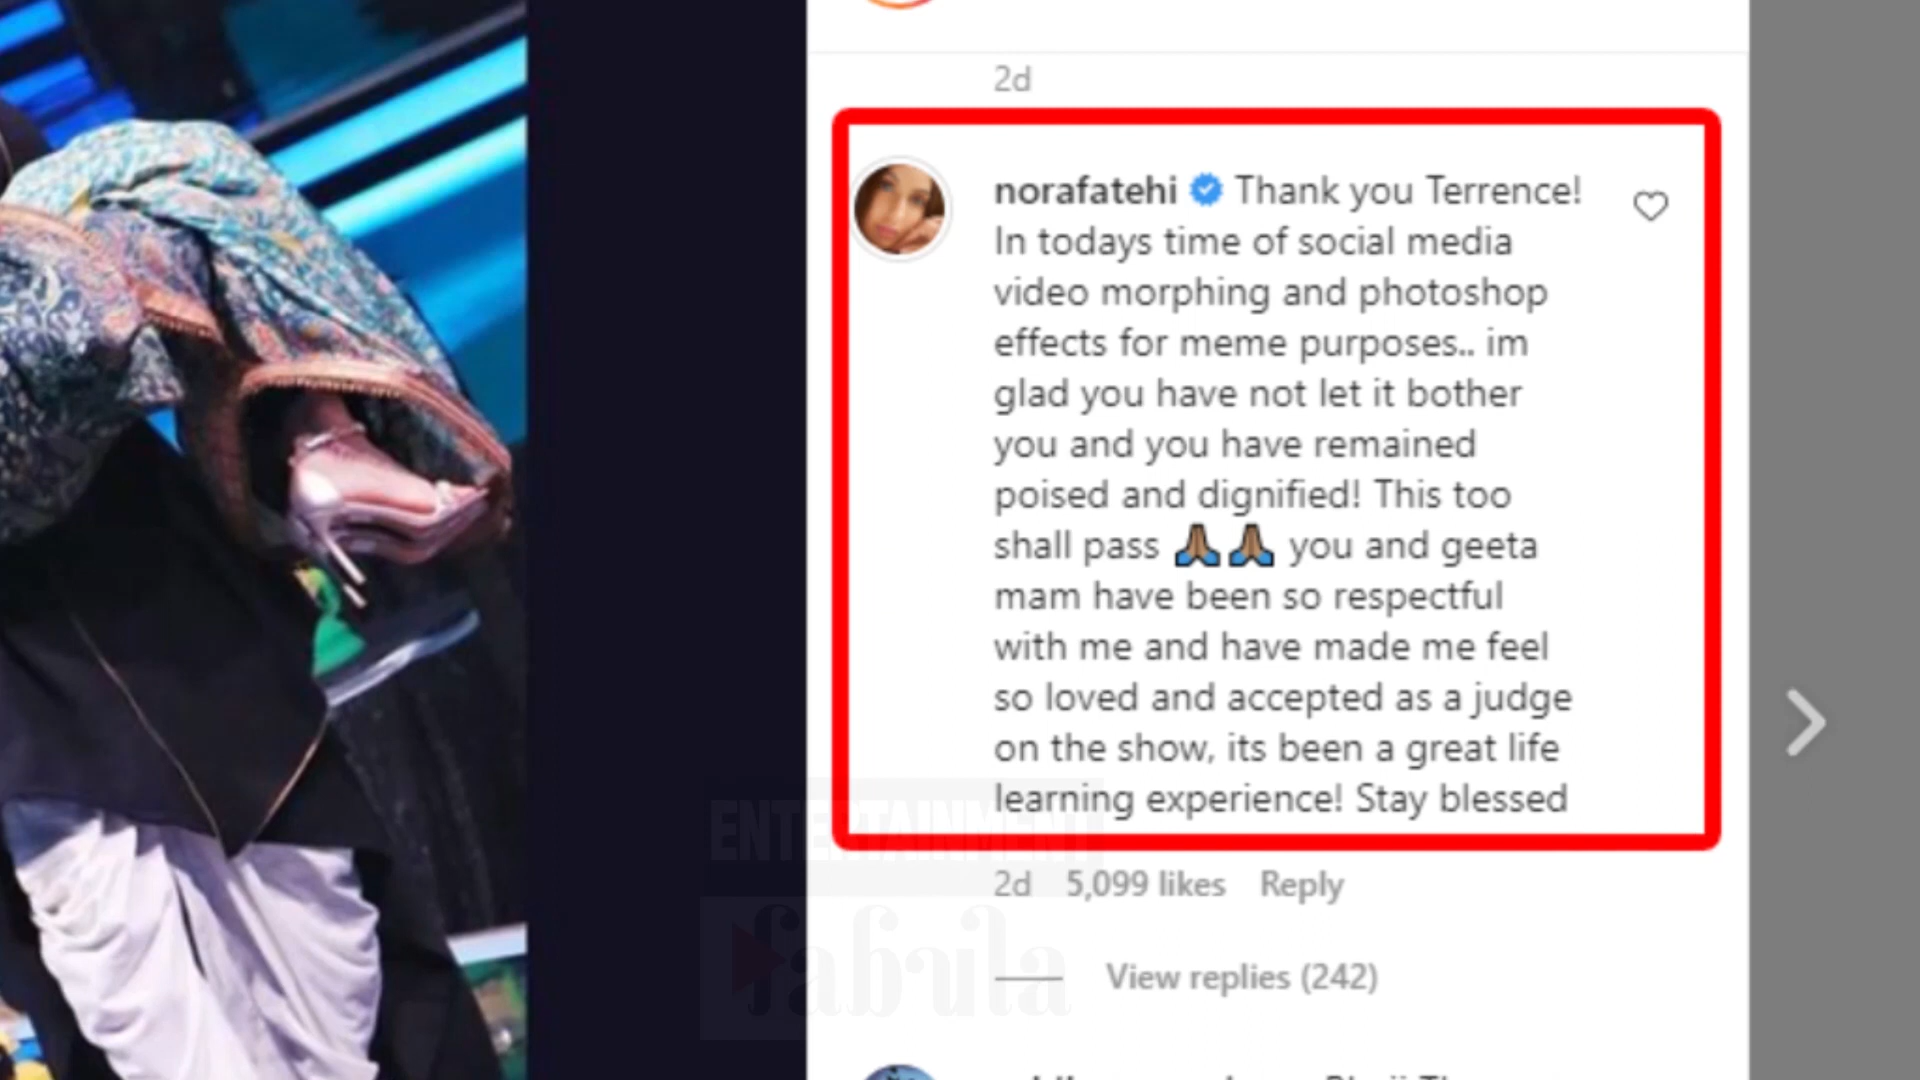 2d
norafatehi Thank you Terrence!
In todays time of social media
video morphing and photoshop
effects for meme purposes.. im
glad you have not let it bother
you and you have remained
poised and dignified! This too
shall pass 🙏🏾🙏🏾 you and geeta
mam have been so respectful
with me and have made me feel
so loved and accepted as a judge
on the show, its been a great life
learning experience! Stay blessed
ENTERTAINMENT
2d 5,099 likes Reply
fabula
View replies (242)